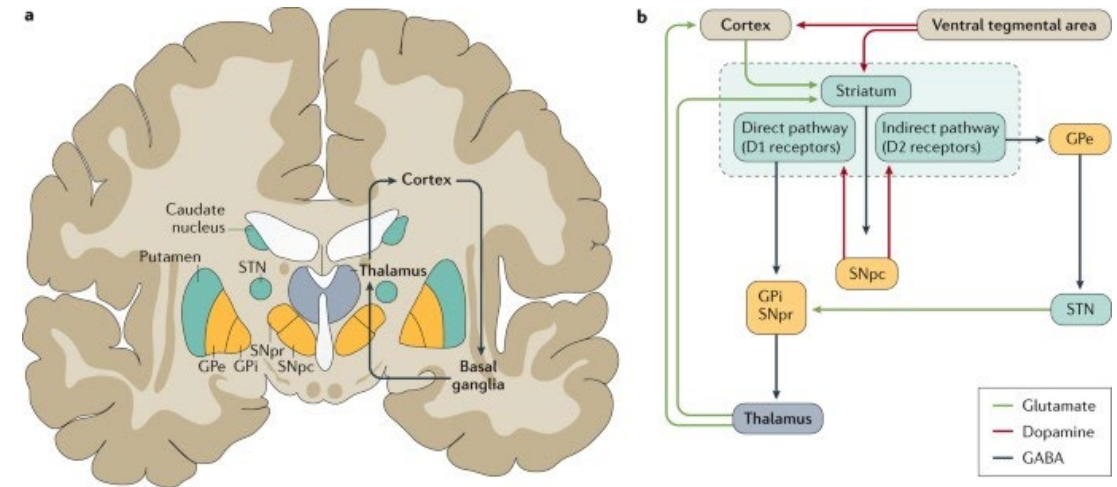 a
Cortex
Caudate
nucleus
Putamen
STN
Thalamus
SNpr
GPe
GPi
SNpc
Basal
ganglia
b
Cortex
Ventral tegmental area
Striatum
Direct pathway
(D1 receptors)
Indirect pathway
(D2 receptors)
GPe
SNpc
GPi
SNpr
STN
Thalamus
Glutamate
Dopamine
GABA